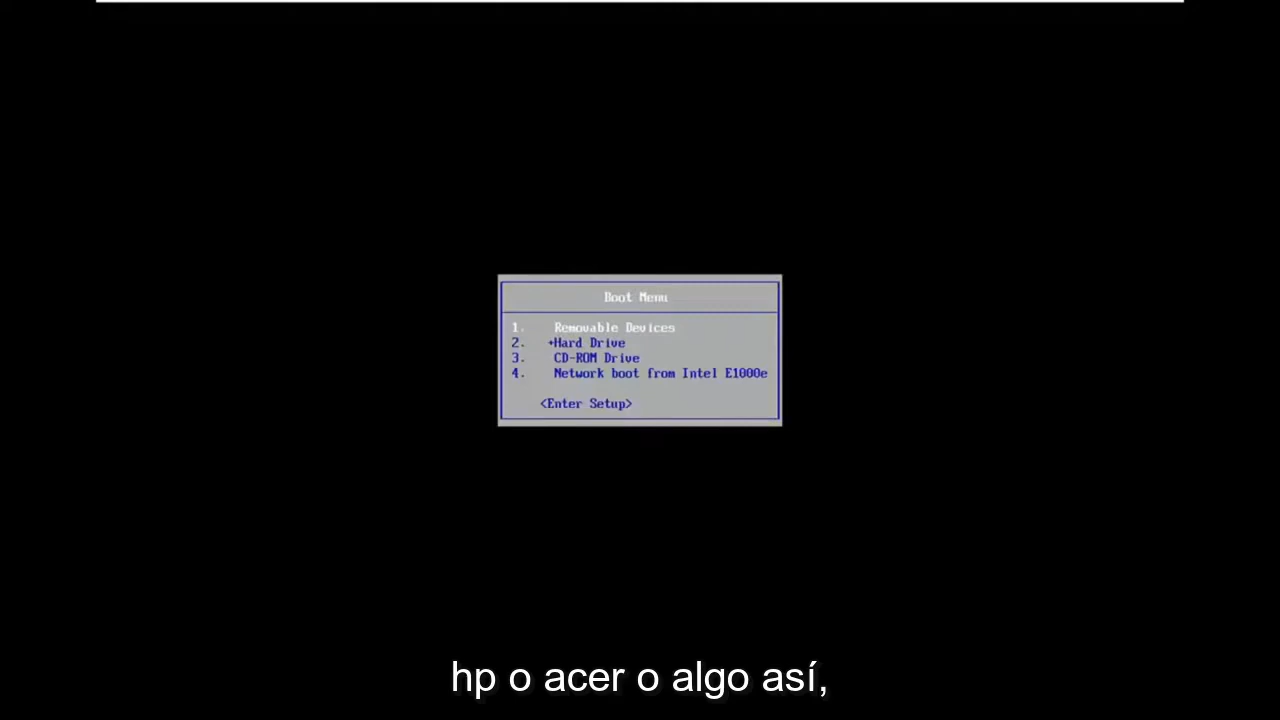 Boot Menu
1. Removable Devices
2. +Hard Drive
3. CD-ROM Drive
4. Network boot from Intel E1000e
<Enter Setup>
hp o acer o algo así,